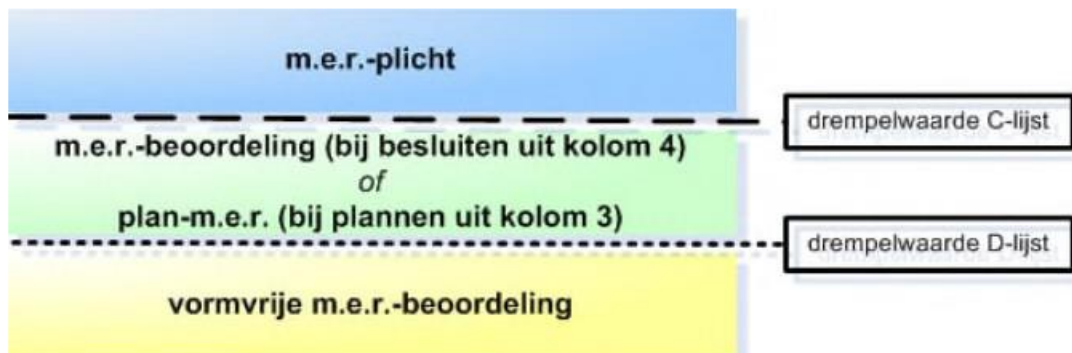 m.e.r.-plicht
drempelwaarde C-lijst
m.e.r.-beoordeling (bij besluiten uit kolom 4)
of
plan-m.e.r. (bij plannen uit kolom 3)
drempelwaarde D-lijst
vormvrije m.e.r.-beoordeling